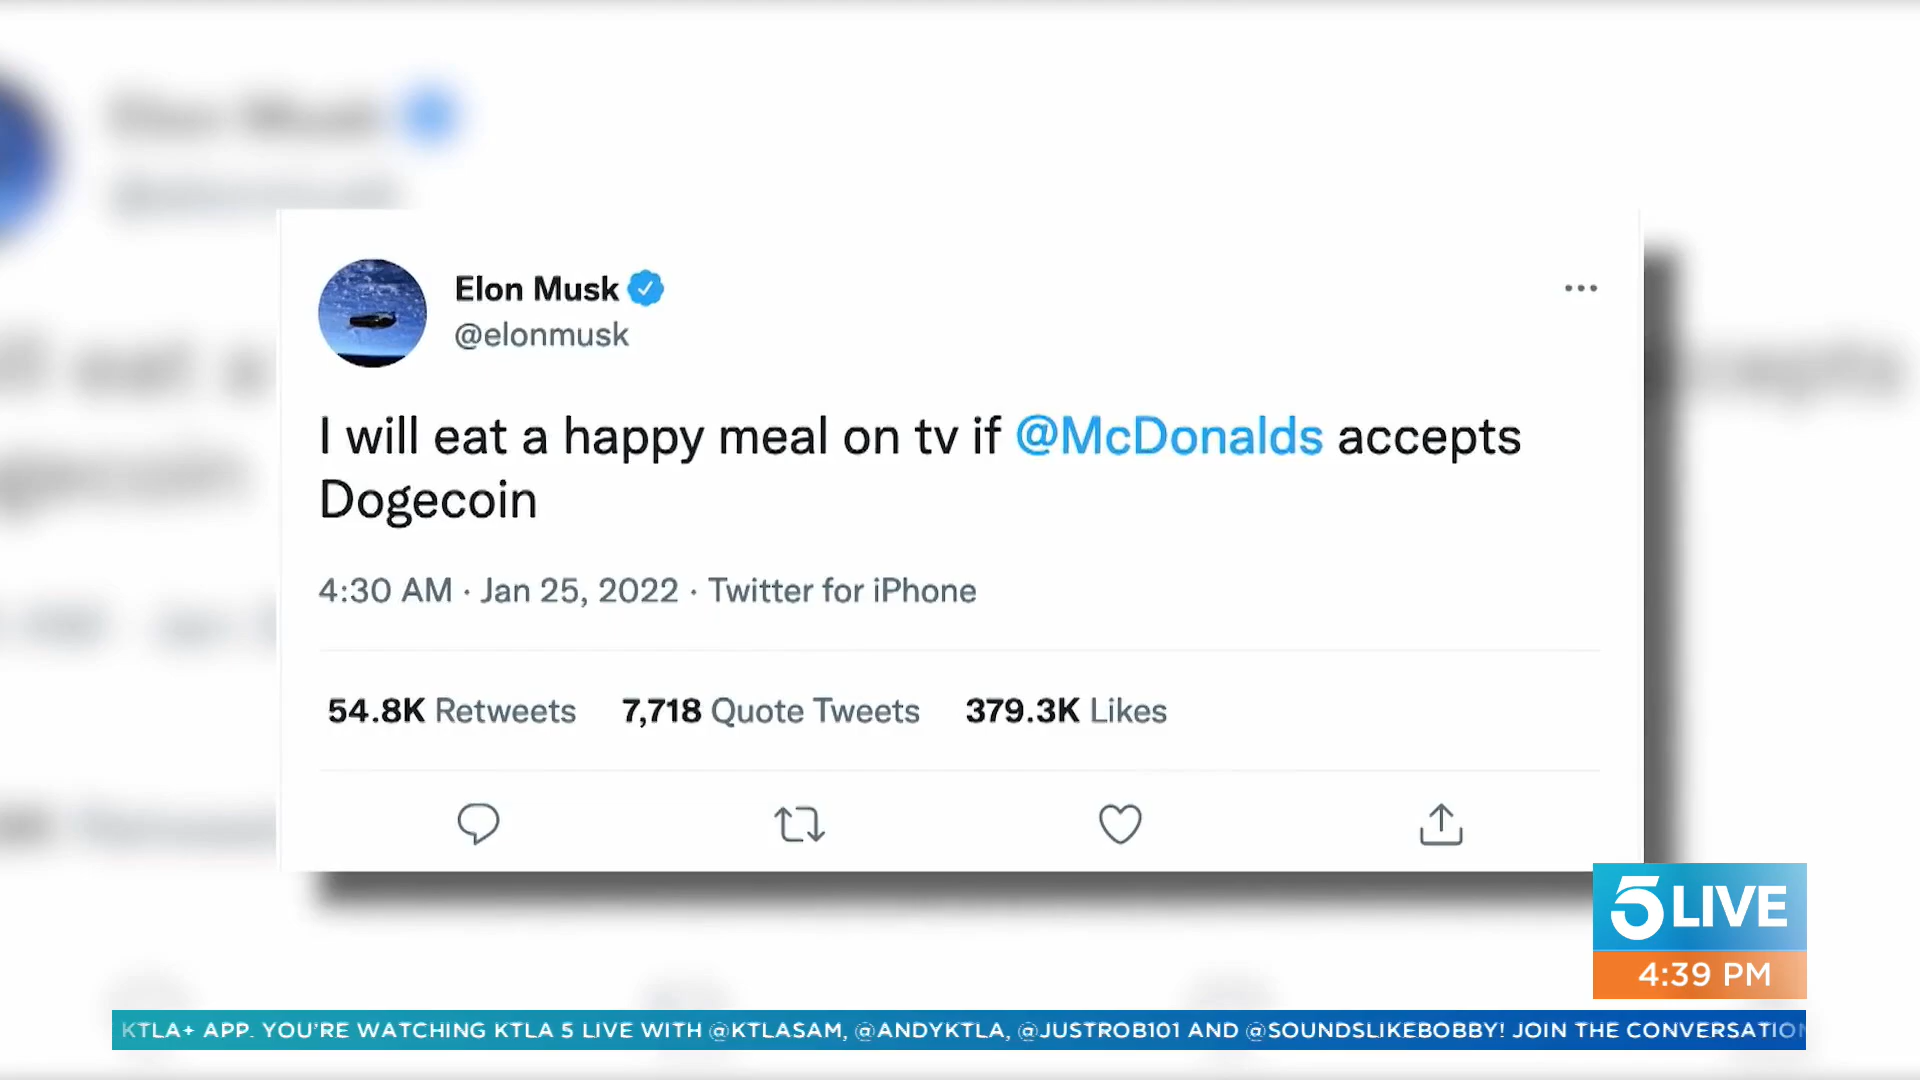 Elon Musk
@elonmusk
I will eat a happy meal on tv if @McDonalds accepts
Dogecoin
4:30 AM · Jan 25, 2022 · Twitter for iPhone
54.8K Retweets 7,718 Quote Tweets 379.3K Likes
5 LIVE
4:39 PM
KTLA+ APP. YOU'RE WATCHING KTLA 5 LIVE WITH @KTLASAM, @ANDYKTLA, @JUSTROB101 AND @SOUNDSLIKEBOBBY! JOIN THE CONVERSATION